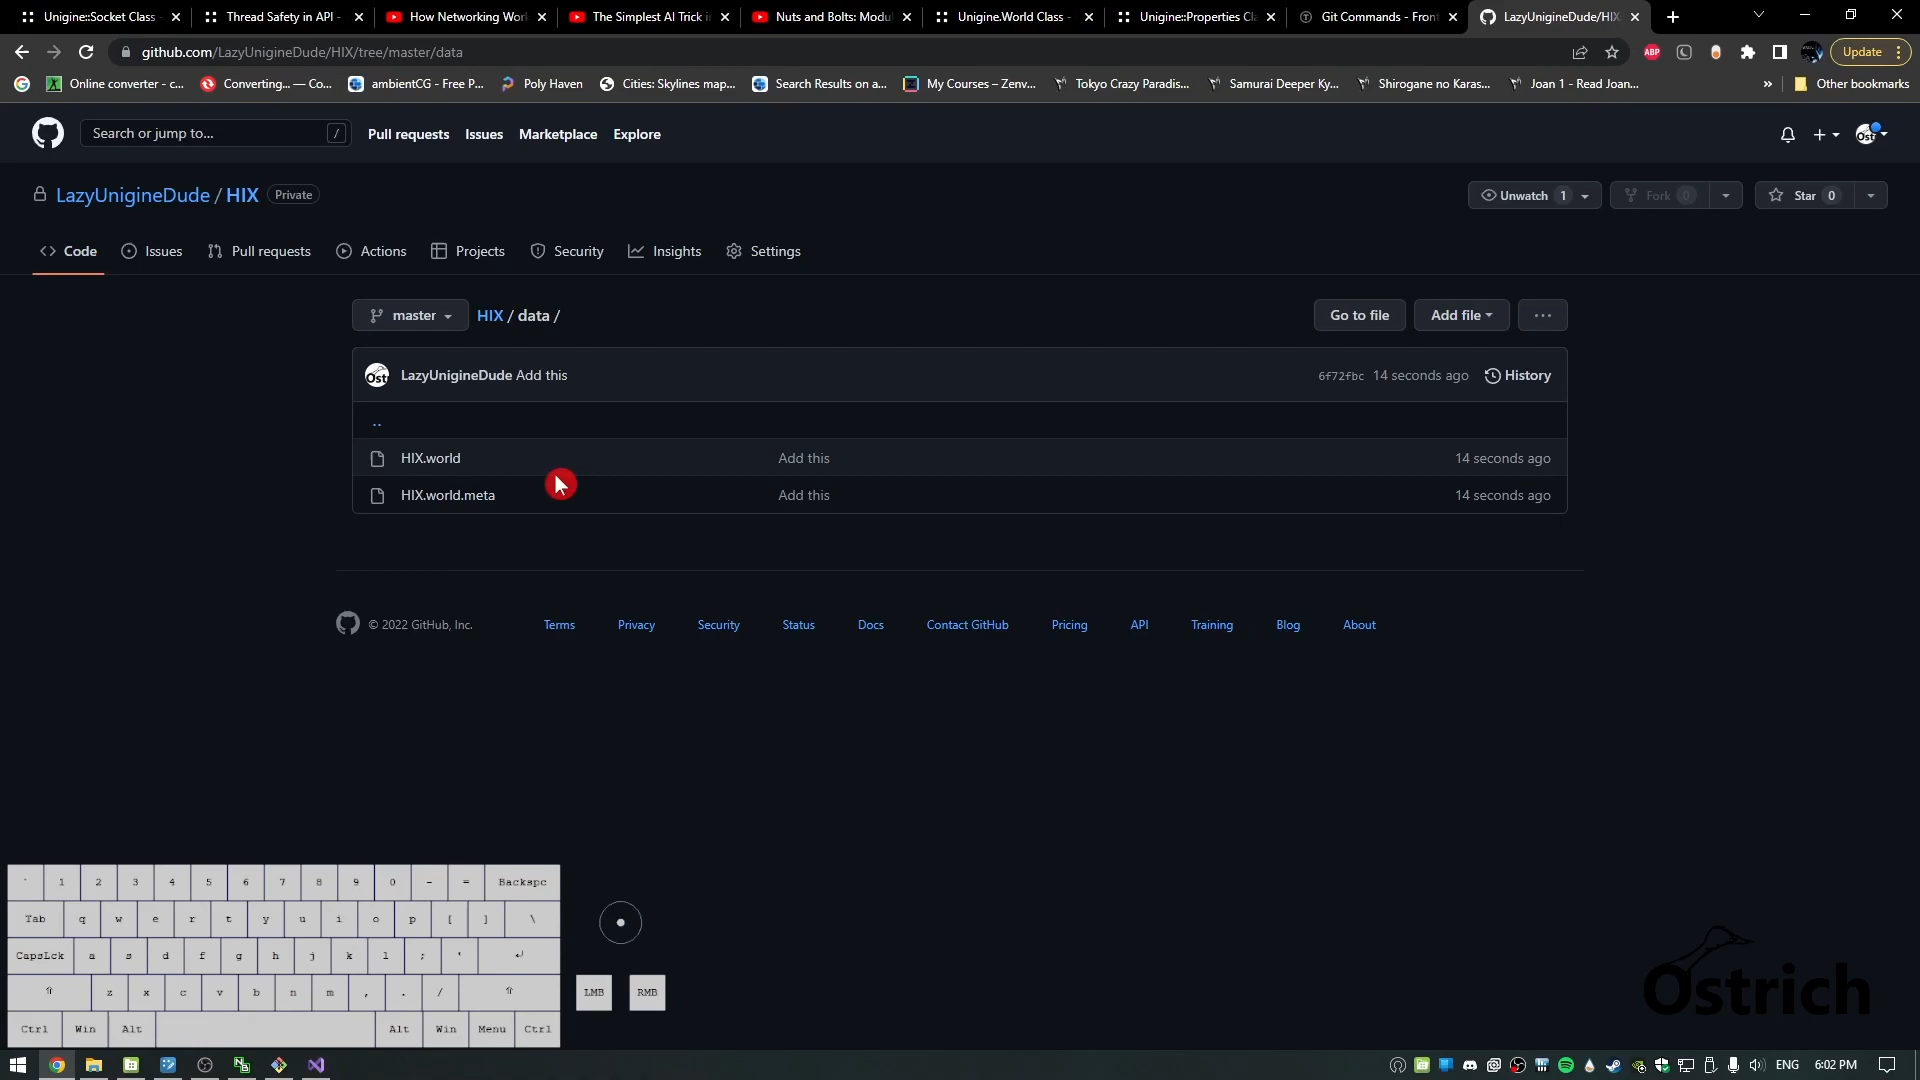 Unigine::Socket Class
Thread Safety in API -
How Networking Wor
The Simplest AI Trick i
Nuts and Bolts: Modu
Unigine.World Class -
Unigine::Properties Cl
Git Commands - Front
LazyUnigineDude/HIX
github.com/LazyUnigineDude/HIX/tree/master/data
ABP
Update
Online converter - c...
Converting... — Co...
ambientCG - Free P...
Poly Haven
Cities: Skylines map...
Search Results on a...
My Courses – Zenv...
Tokyo Crazy Paradis...
Samurai Deeper Ky...
Shirogane no Karas...
Joan 1 - Read Joan...
»
Other bookmarks
Search or jump to...
/
Pull requests
Issues
Marketplace
Explore
LazyUnigineDude / HIX
Private
Unwatch 1
Fork 0
Star 0
Code
Issues
Pull requests
Actions
Projects
Security
Insights
Settings
master
HIX / data /
Go to file
Add file
...
LazyUnigineDude Add this
6f72fbc 14 seconds ago
History
..
HIX.world Add this 14 seconds ago
HIX.world.meta Add this 14 seconds ago
© 2022 GitHub, Inc.
Terms
Privacy
Security
Status
Docs
Contact GitHub
Pricing
API
Training
Blog
About
` 1 2 3 4 5 6 7 8 9 0 - = Backspc
Tab q w e r t y u i o p [ ] \
CapsLck a s d f g h j k l ; '
z x c v b n m , . /
Ctrl Win Alt Alt Win Menu Ctrl
LMB RMB
Ostrich
ENG
6:02 PM